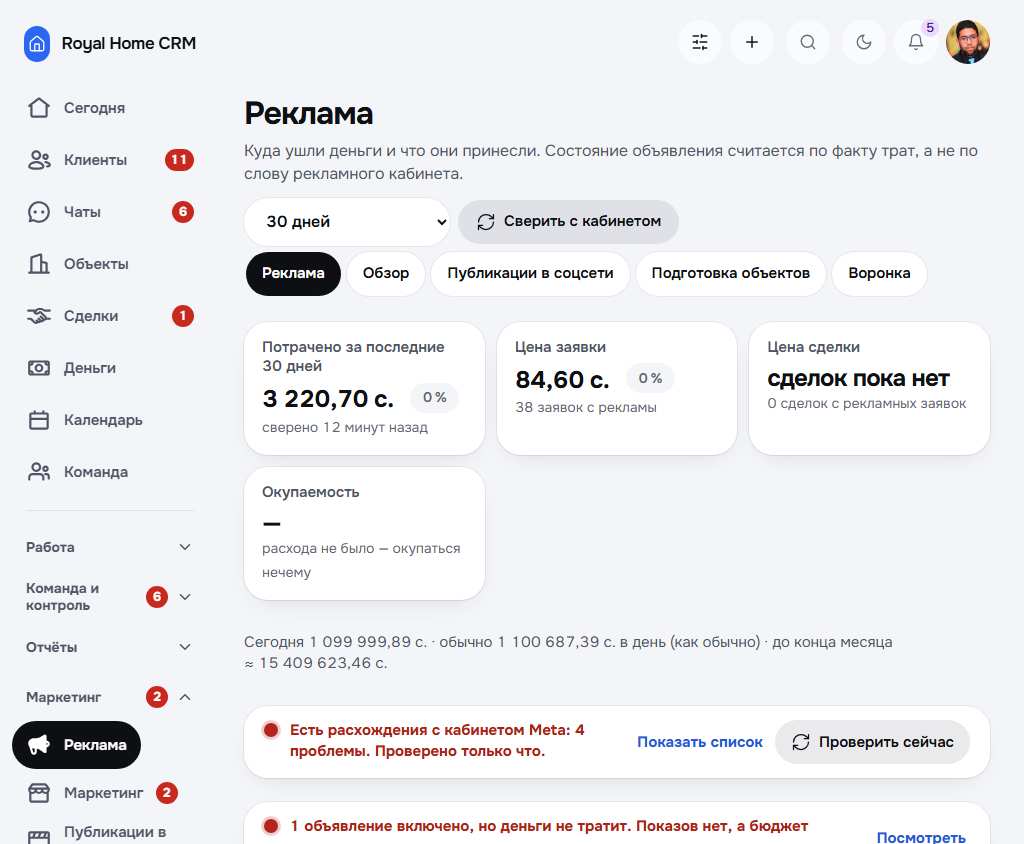 Royal Home CRM
5
Сегодня
Клиенты 11
Чаты 6
Объекты
Сделки 1
Деньги
Календарь
Команда
Работа
Команда и
контроль 6
Отчёты
Маркетинг 2
Реклама
Маркетинг 2
Публикации в
Реклама
Куда ушли деньги и что они принесли. Состояние объявления считается по факту трат, а не по
слову рекламного кабинета.
30 дней Сверить с кабинетом
Реклама Обзор Публикации в соцсети Подготовка объектов Воронка
Потрачено за последние
30 дней
3 220,70 с. 0 %
сверено 12 минут назад
Цена заявки
84,60 с. 0 %
38 заявок с рекламы
Цена сделки
сделок пока нет
0 сделок с рекламных заявок
Окупаемость
—
расхода не было — окупаться
нечему
Сегодня 1 099 999,89 с. · обычно 1 100 687,39 с. в день (как обычно) · до конца месяца
≈ 15 409 623,46 с.
Есть расхождения с кабинетом Meta: 4
проблемы. Проверено только что.
Показать список Проверить сейчас
1 объявление включено, но деньги не тратит. Показов нет, а бюджет
Посмотреть